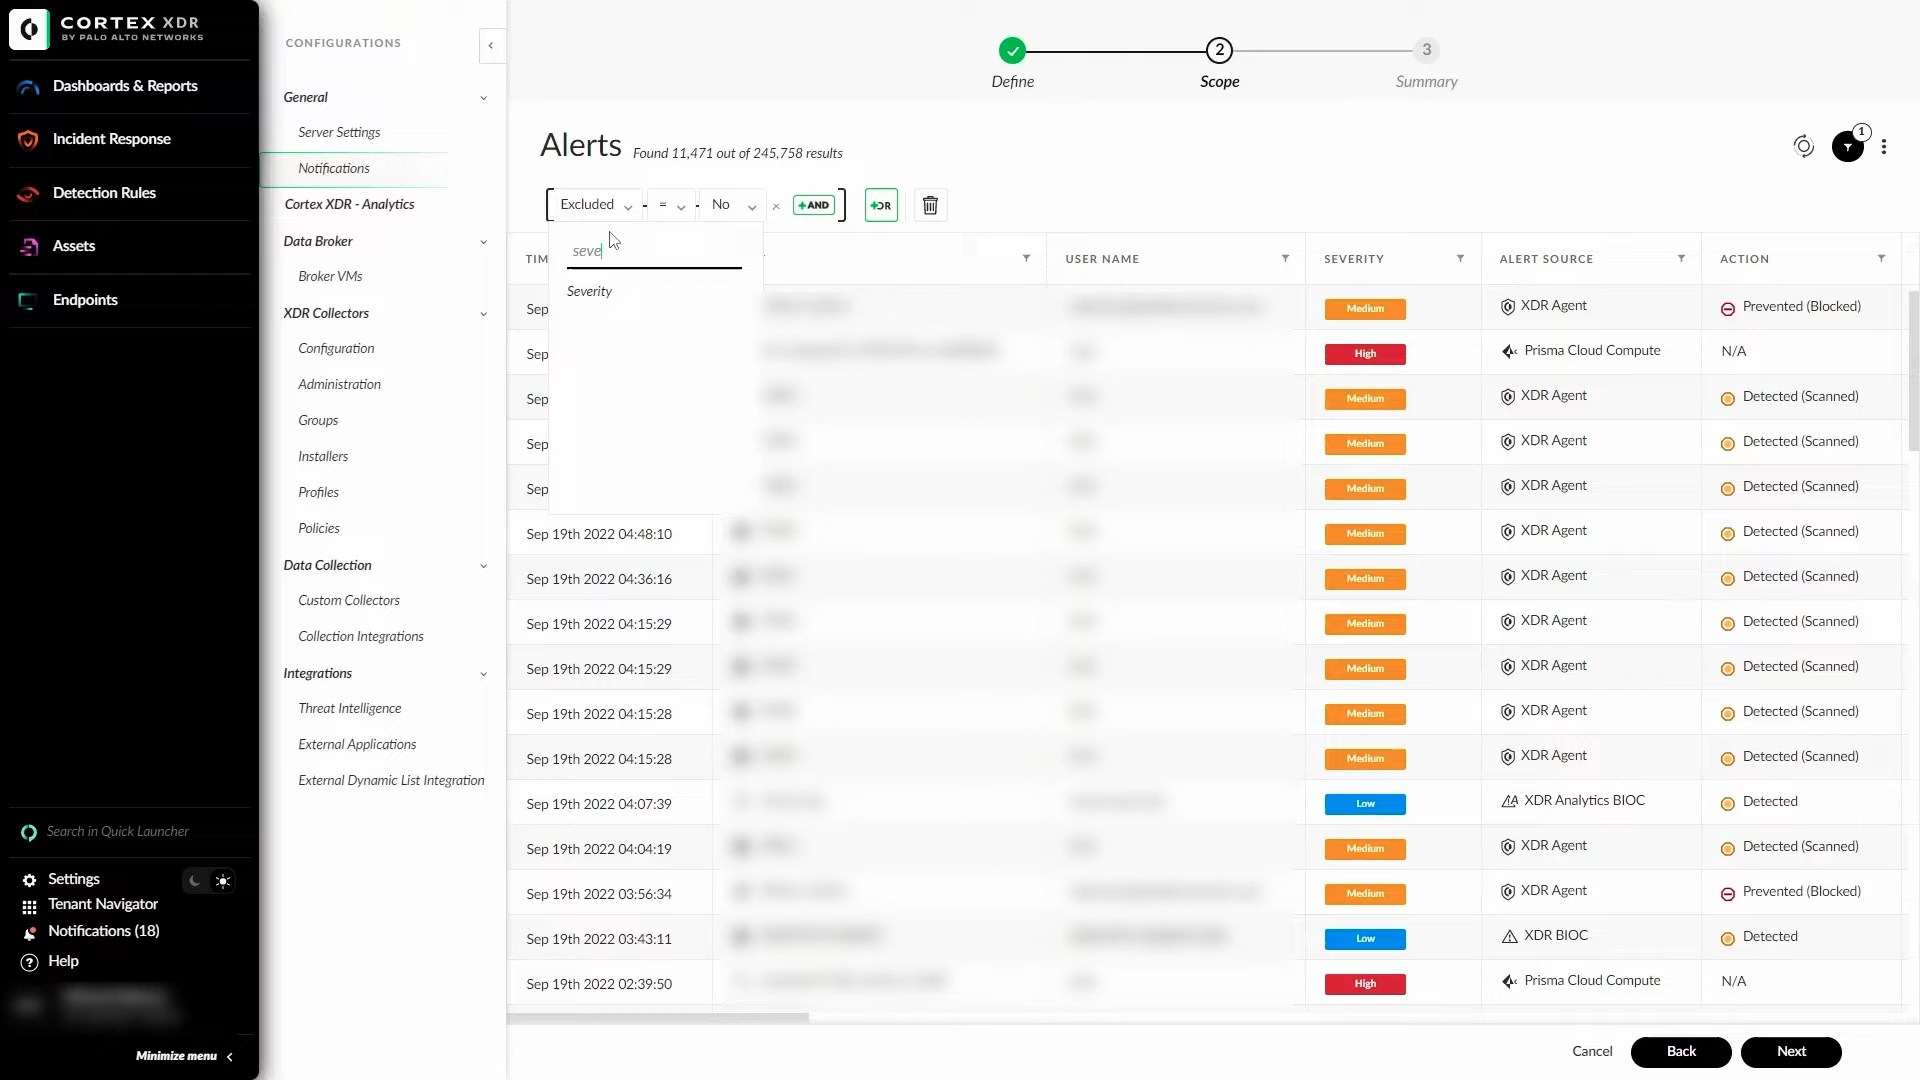 CORTEX XDR
BY PALO ALTO NETWORKS
Dashboards & Reports
Incident Response
Detection Rules
Assets
Endpoints
Search in Quick Launcher
Settings
Tenant Navigator
Notifications (18)
Help
Minimize menu
CONFIGURATIONS
General
Server Settings
Notifications
Cortex XDR - Analytics
Data Broker
Broker VMs
XDR Collectors
Configuration
Administration
Groups
Installers
Profiles
Policies
Data Collection
Custom Collectors
Collection Integrations
Integrations
Threat Intelligence
External Applications
External Dynamic List Integration
2 3
Define Scope Summary
Alerts Found 11,471 out of 245,758 results
1
Excluded = No × +AND +OR
seve
Severity
TIM USER NAME SEVERITY ALERT SOURCE ACTION
Sep Medium XDR Agent Prevented (Blocked)
Sep High Prisma Cloud Compute N/A
Sep Medium XDR Agent Detected (Scanned)
Sep Medium XDR Agent Detected (Scanned)
Sep Medium XDR Agent Detected (Scanned)
Sep 19th 2022 04:48:10 Medium XDR Agent Detected (Scanned)
Sep 19th 2022 04:36:16 Medium XDR Agent Detected (Scanned)
Sep 19th 2022 04:15:29 Medium XDR Agent Detected (Scanned)
Sep 19th 2022 04:15:29 Medium XDR Agent Detected (Scanned)
Sep 19th 2022 04:15:28 Medium XDR Agent Detected (Scanned)
Sep 19th 2022 04:15:28 Medium XDR Agent Detected (Scanned)
Sep 19th 2022 04:07:39 Low XDR Analytics BIOC Detected
Sep 19th 2022 04:04:19 Medium XDR Agent Detected (Scanned)
Sep 19th 2022 03:56:34 Medium XDR Agent Prevented (Blocked)
Sep 19th 2022 03:43:11 Low XDR BIOC Detected
Sep 19th 2022 02:39:50 High Prisma Cloud Compute N/A
Cancel Back Next